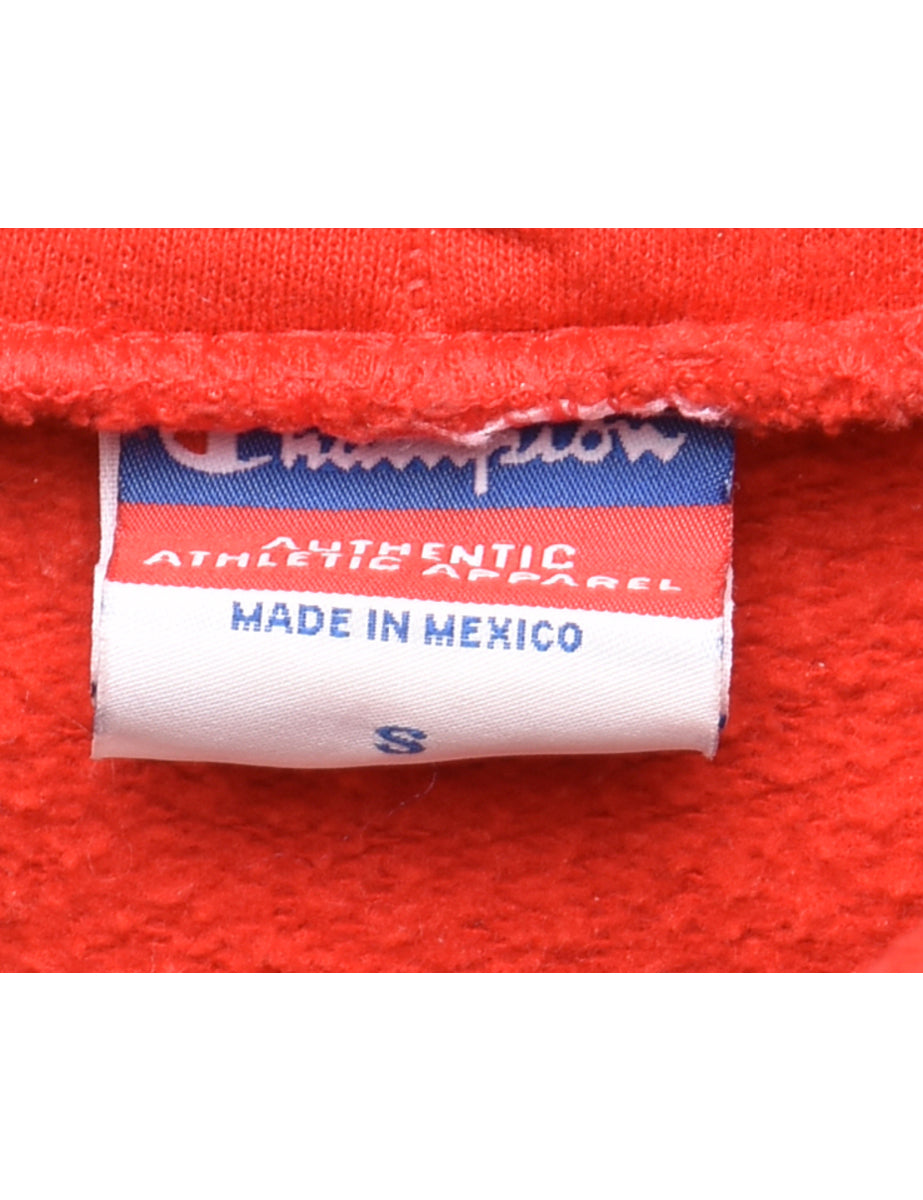 Champion
AUTHENTIC
ATHLETIC APPAREL
MADE IN MEXICO
S